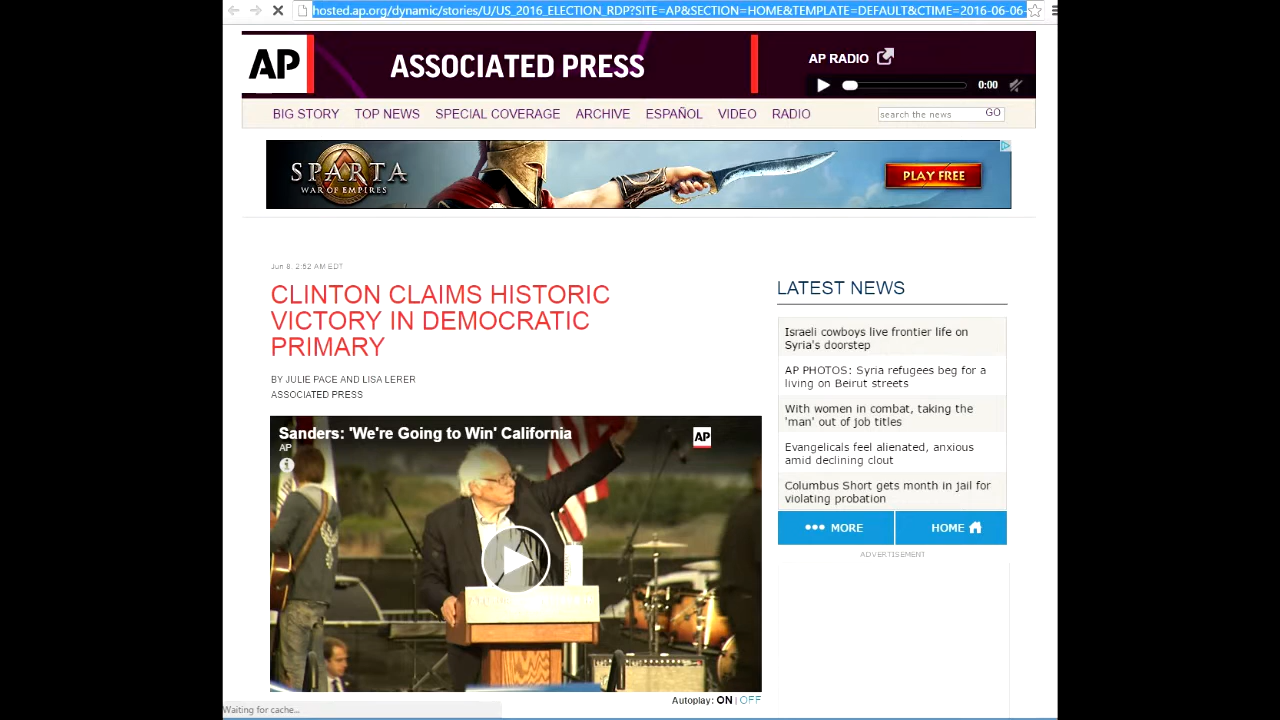 hosted.ap.org/dynamic/stories/U/US_2016_ELECTION_RDP?SITE=AP&SECTION=HOME&TEMPLATE=DEFAULT&CTIME=2016-06-06-
AP
ASSOCIATED PRESS
AP RADIO
0:00
BIG STORY TOP NEWS SPECIAL COVERAGE ARCHIVE ESPAÑOL VIDEO RADIO
search the news GO
SPARTA
WAR OF EMPIRES
PLAY FREE
Jun 8, 2:52 AM EDT
CLINTON CLAIMS HISTORIC
VICTORY IN DEMOCRATIC
PRIMARY
BY JULIE PACE AND LISA LERER
ASSOCIATED PRESS
Sanders: 'We're Going to Win' California
AP
AP
Autoplay: ON | OFF
LATEST NEWS
Israeli cowboys live frontier life on
Syria's doorstep
AP PHOTOS: Syria refugees beg for a
living on Beirut streets
With women in combat, taking the
'man' out of job titles
Evangelicals feel alienated, anxious
amid declining clout
Columbus Short gets month in jail for
violating probation
MORE
HOME
ADVERTISEMENT
Waiting for cache...